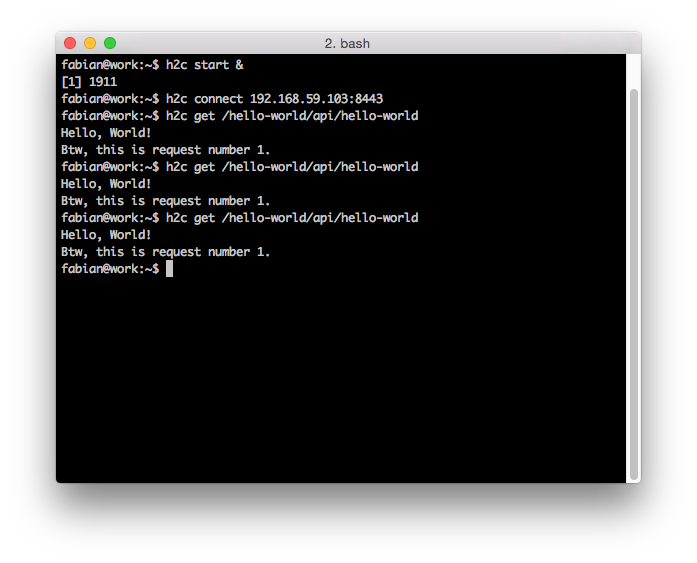 2. bash
fabian@work:~$ h2c start &
[1] 1911
fabian@work:~$ h2c connect 192.168.59.103:8443
fabian@work:~$ h2c get /hello-world/api/hello-world
Hello, World!
Btw, this is request number 1.
fabian@work:~$ h2c get /hello-world/api/hello-world
Hello, World!
Btw, this is request number 1.
fabian@work:~$ h2c get /hello-world/api/hello-world
Hello, World!
Btw, this is request number 1.
fabian@work:~$